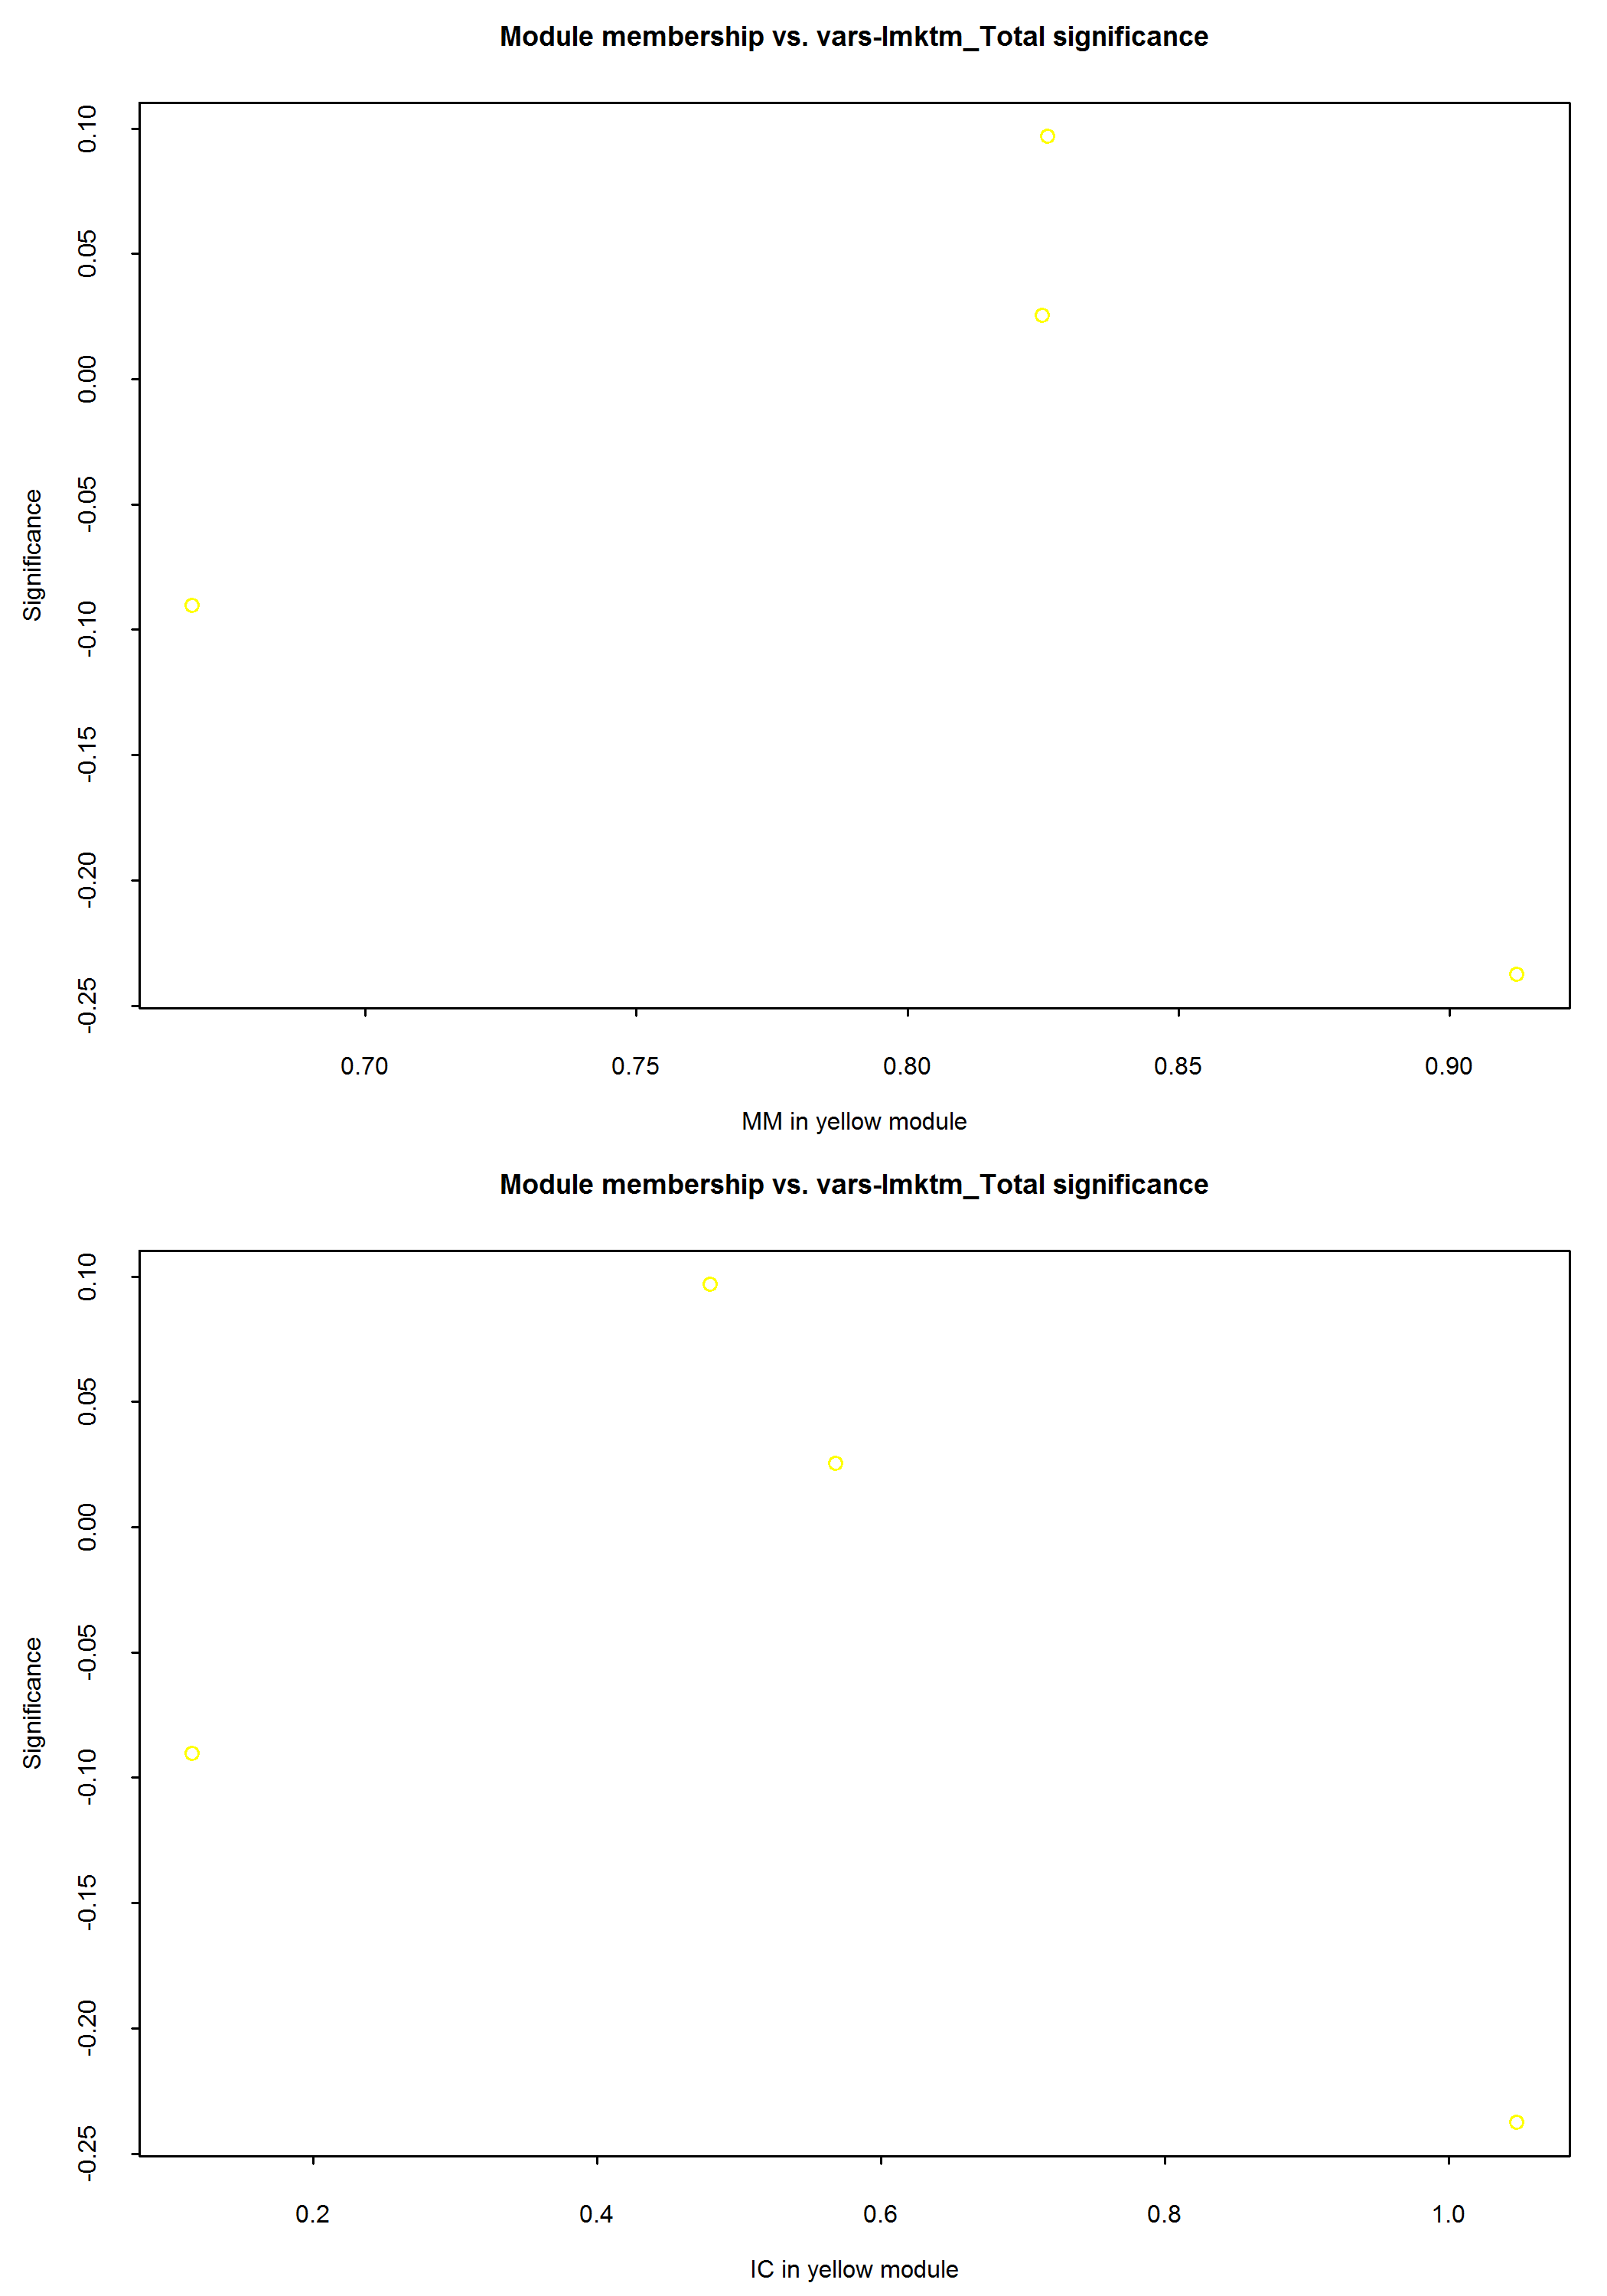 Module membership vs. vars-lmktm_Total significance
0.10
0.05
0.00
-0.05
-0.10
-0.15
-0.20
-0.25
Significance
0.70 0.75 0.80 0.85 0.90
MM in yellow module
Module membership vs. vars-lmktm_Total significance
0.10
0.05
0.00
-0.05
-0.10
-0.15
-0.20
-0.25
Significance
0.2 0.4 0.6 0.8 1.0
IC in yellow module